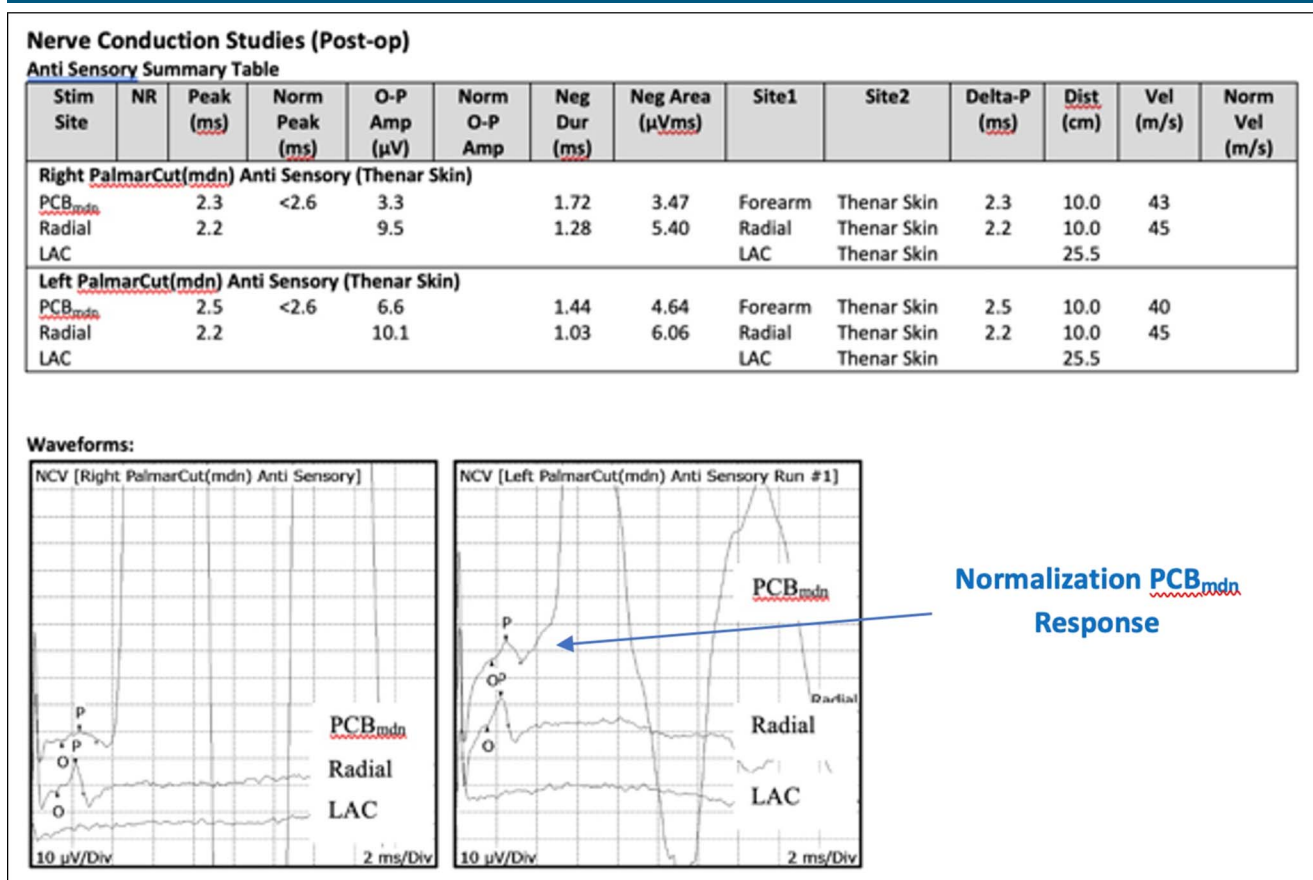 Nerve Conduction Studies (Post-op)
Anti Sensory Summary Table
Stim Site NR Peak (ms) Norm Peak (ms) O-P Amp (µV) Norm O-P Amp Neg Dur (ms) Neg Area (µVms) Site1 Site2 Delta-P (ms) Dist (cm) Vel (m/s) Norm Vel (m/s)
Right PalmarCut(mdn) Anti Sensory (Thenar Skin)
PCBmdn 2.3 <2.6 3.3 1.72 3.47 Forearm Thenar Skin 2.3 10.0 43
Radial 2.2 9.5 1.28 5.40 Radial Thenar Skin 2.2 10.0 45
LAC LAC Thenar Skin 25.5
Left PalmarCut(mdn) Anti Sensory (Thenar Skin)
PCBmdn 2.5 <2.6 6.6 1.44 4.64 Forearm Thenar Skin 2.5 10.0 40
Radial 2.2 10.1 1.03 6.06 Radial Thenar Skin 2.2 10.0 45
LAC LAC Thenar Skin 25.5
Waveforms:
NCV [Right PalmarCut(mdn) Anti Sensory]
P
PCBmdn
O P
Radial
O
LAC
10 µV/Div 2 ms/Div
NCV [Left PalmarCut(mdn) Anti Sensory Run #1]
PCBmdn
P
OP
Radial
Radial
O
LAC
10 µV/Div 2 ms/Div
Normalization PCBmdn
Response